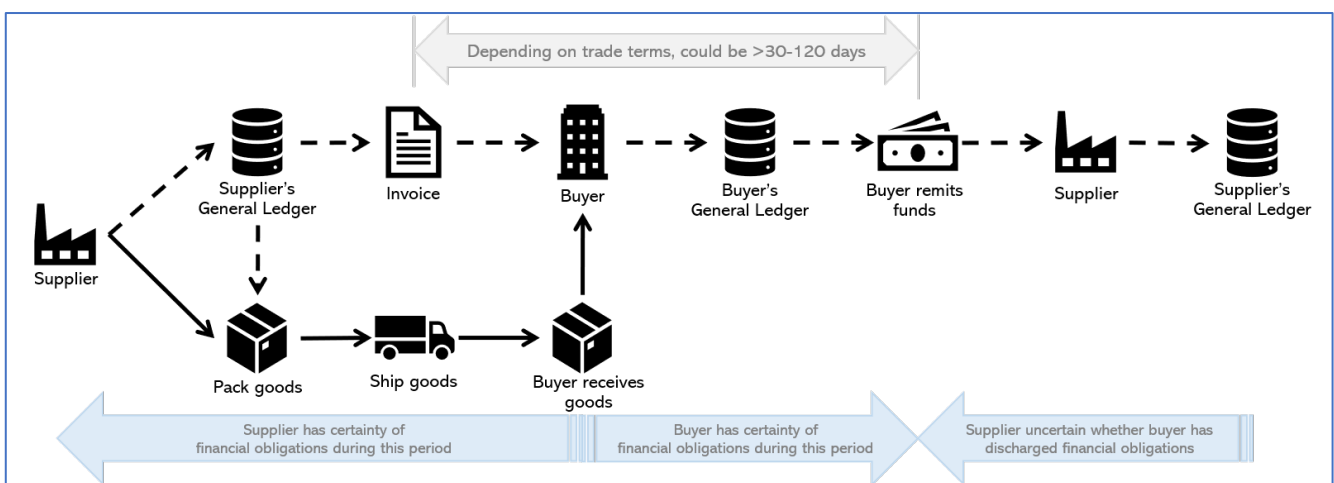 Depending on trade terms, could be >30-120 days
Supplier's
General Ledger
Invoice
Buyer
Buyer's
General Ledger
Buyer remits
funds
Supplier
Supplier's
General Ledger
Supplier
Pack goods
Ship goods
Buyer receives
goods
Supplier has certainty of
financial obligations during this period
Buyer has certainty of
financial obligations during this period
Supplier uncertain whether buyer has
discharged financial obligations